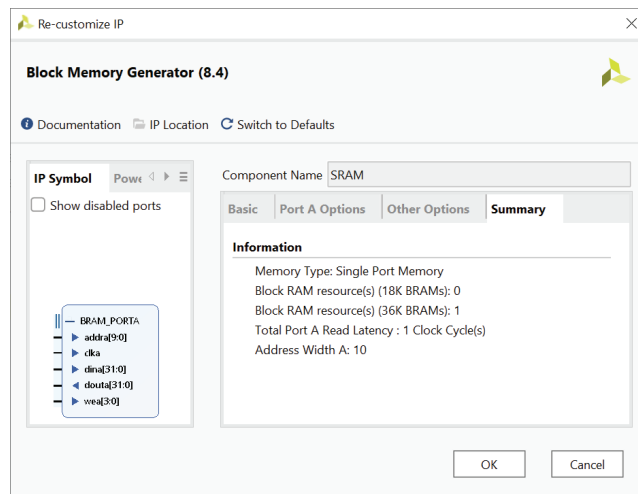 Re-customize IP
Block Memory Generator (8.4)
Documentation IP Location Switch to Defaults
IP Symbol Powe
Show disabled ports
BRAM_PORTA
addra[9:0]
clka
dina[31:0]
douta[31:0]
wea[3:0]
Component Name SRAM
Basic Port A Options Other Options Summary
Information
Memory Type: Single Port Memory
Block RAM resource(s) (18K BRAMs): 0
Block RAM resource(s) (36K BRAMs): 1
Total Port A Read Latency : 1 Clock Cycle(s)
Address Width A: 10
OK Cancel